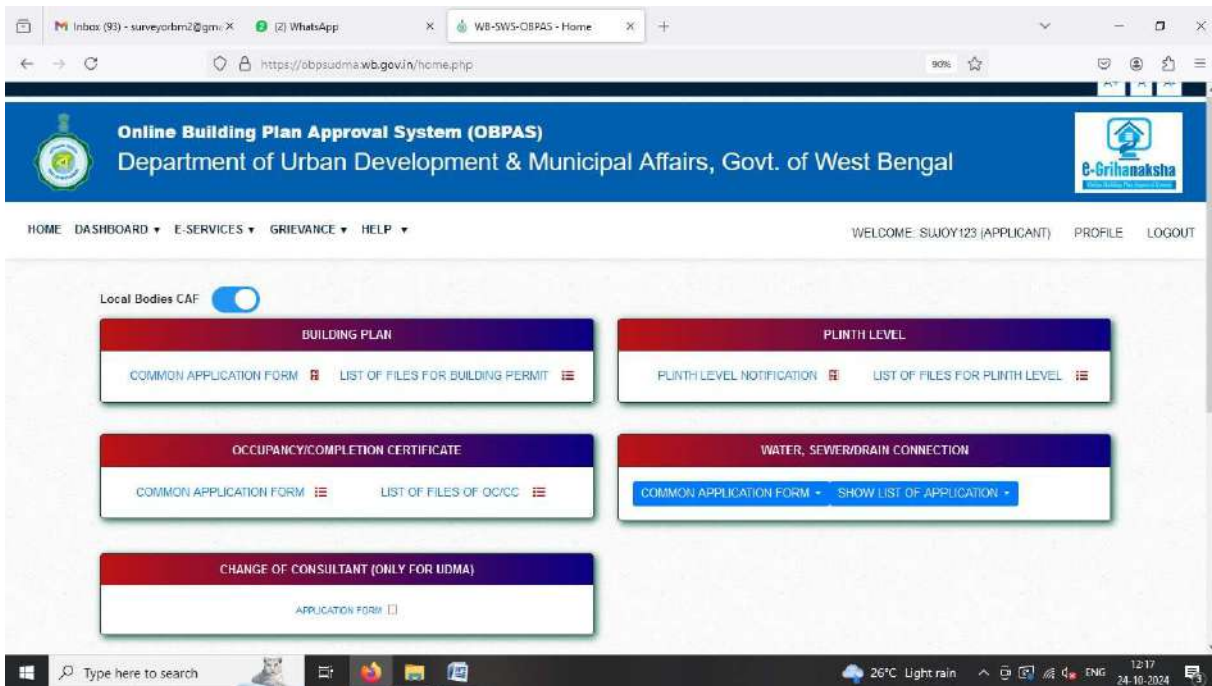 Inbox (93) - surveyorbm2@gm
(2) WhatsApp
WB-SWS-OBPAS - Home
https://obpsudma.wb.gov.in/home.php
90%
Online Building Plan Approval System (OBPAS)
Department of Urban Development & Municipal Affairs, Govt. of West Bengal
e-Grihanaksha
HOME DASHBOARD E-SERVICES GRIEVANCE HELP
WELCOME: SUJOY123 (APPLICANT) PROFILE LOGOUT
Local Bodies CAF
BUILDING PLAN
COMMON APPLICATION FORM LIST OF FILES FOR BUILDING PERMIT
PLINTH LEVEL
PLINTH LEVEL NOTIFICATION LIST OF FILES FOR PLINTH LEVEL
OCCUPANCY/COMPLETION CERTIFICATE
COMMON APPLICATION FORM LIST OF FILES OF OC/CC
WATER, SEWER/DRAIN CONNECTION
COMMON APPLICATION FORM SHOW LIST OF APPLICATION
CHANGE OF CONSULTANT (ONLY FOR UDMA)
APPLICATION FORM
Type here to search
26°C Light rain
ENG
12:17
24-10-2024